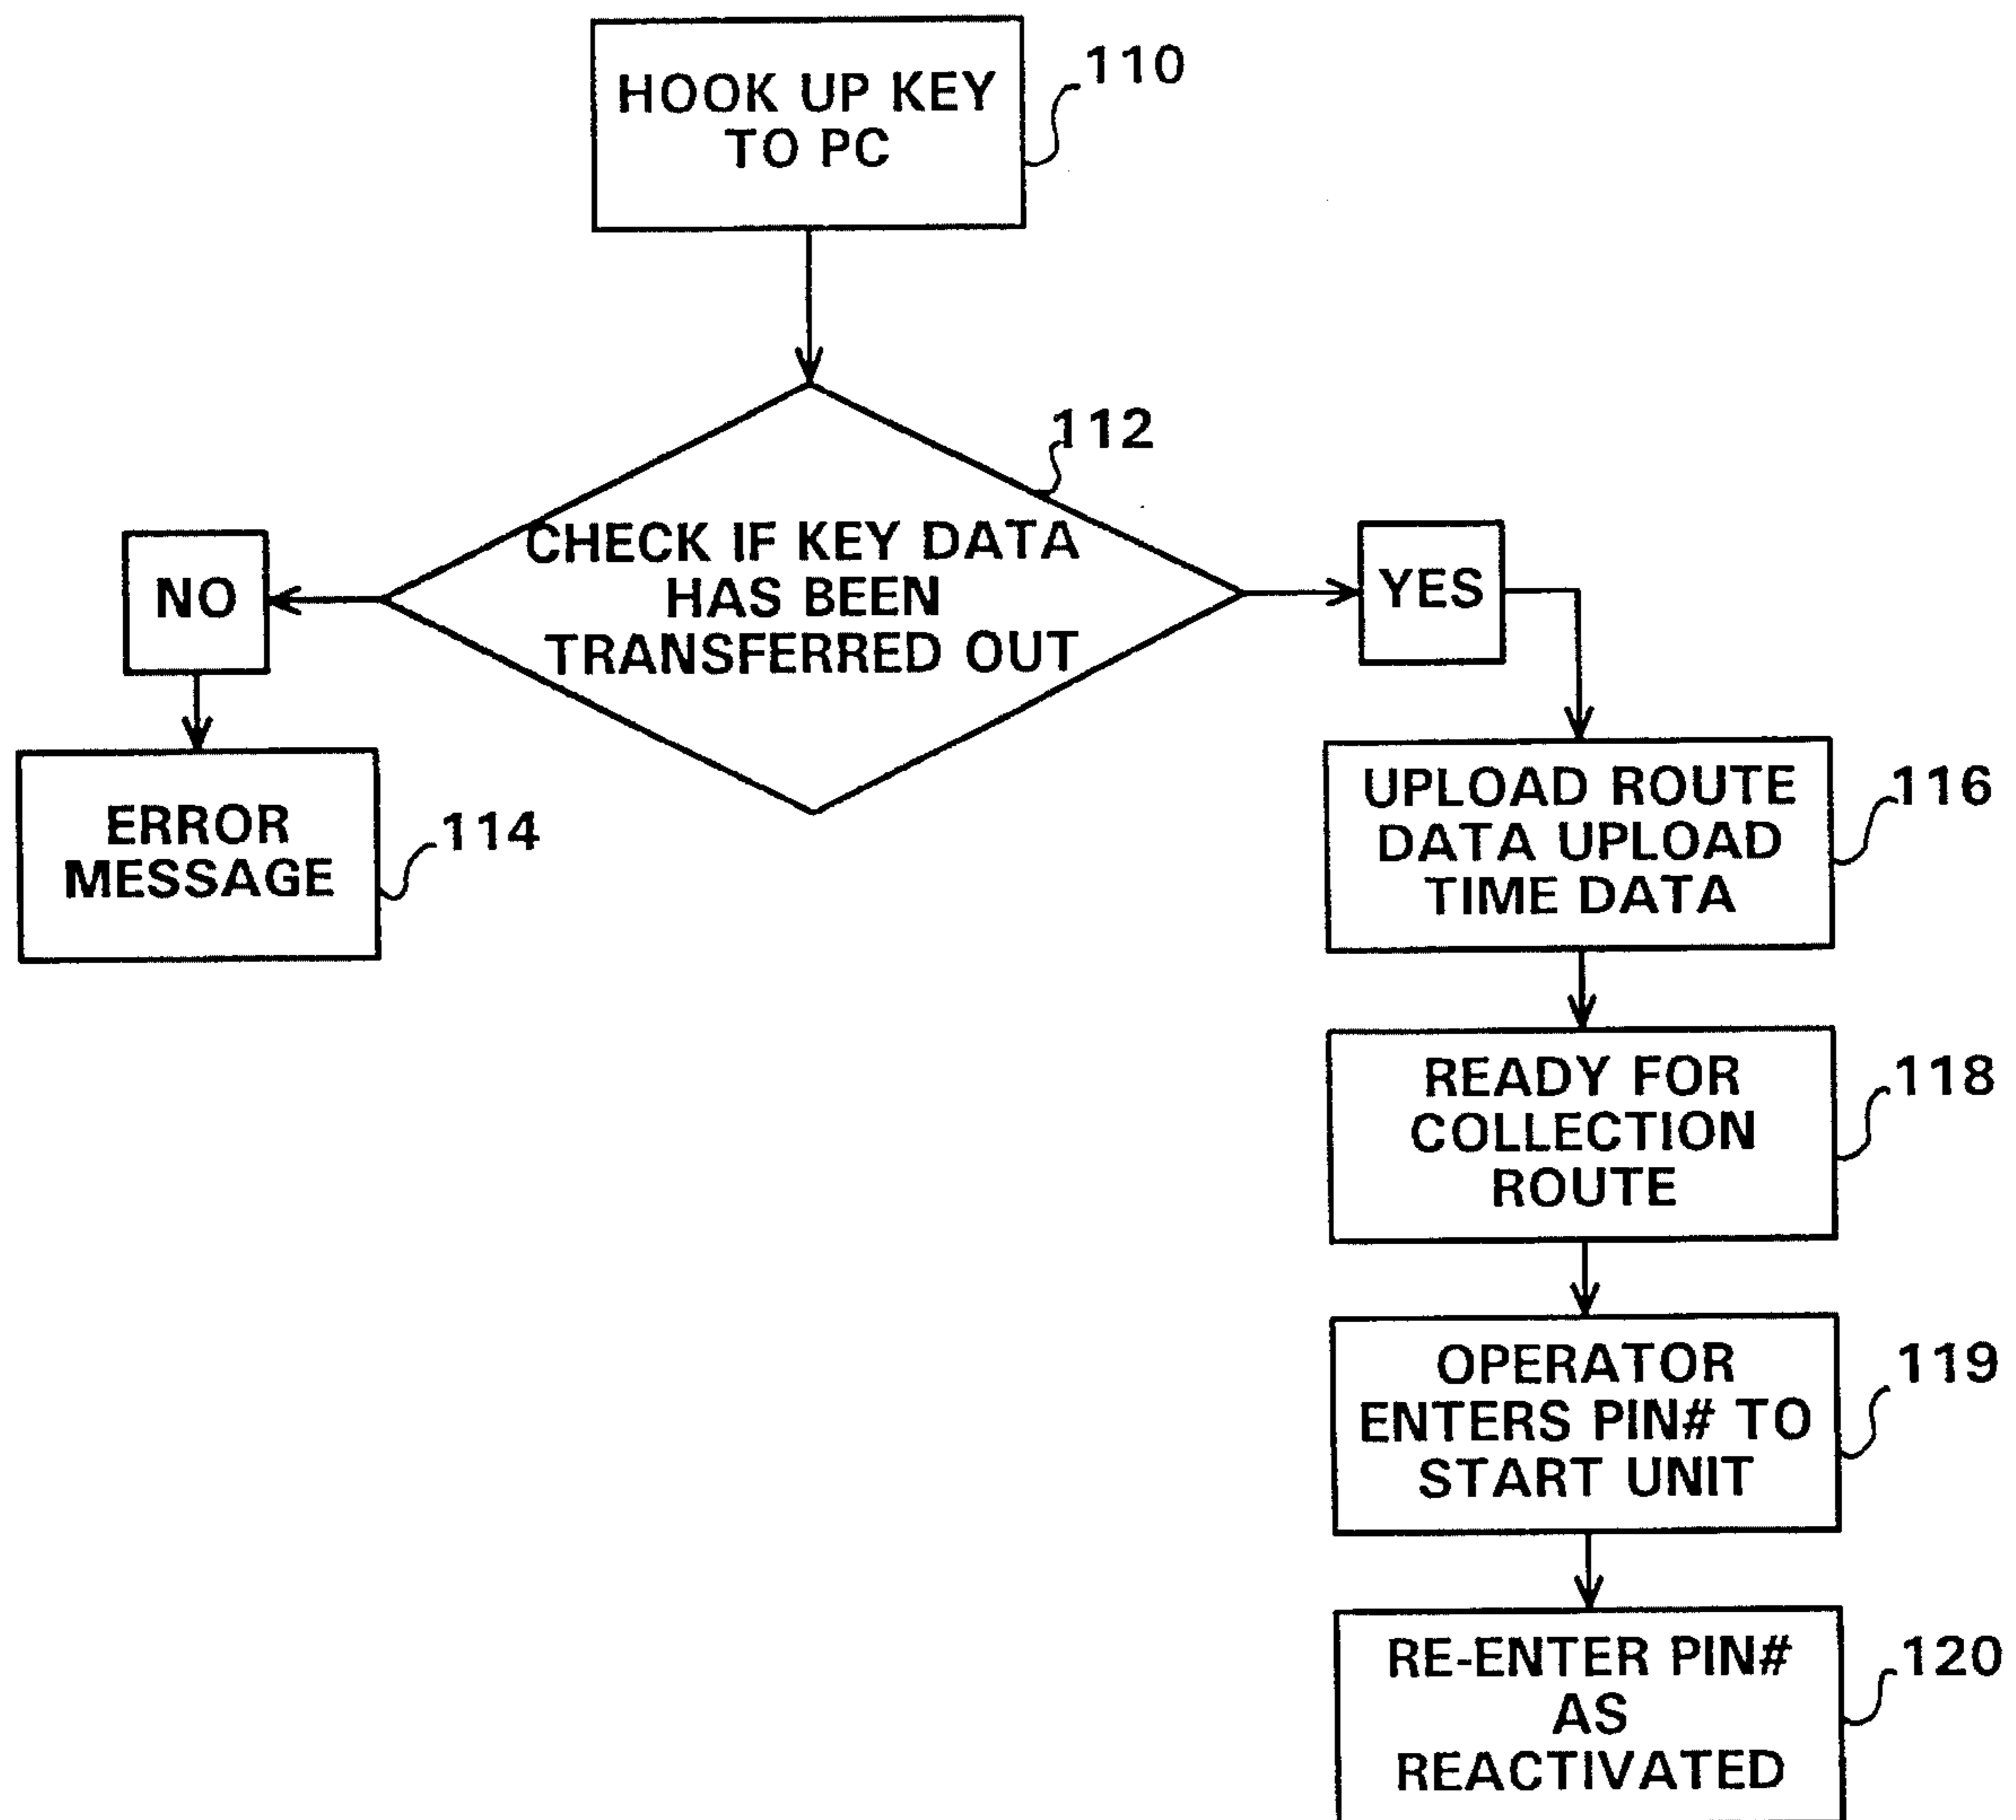 HOOK UP KEY
TO PC
110
112
CHECK IF KEY DATA
HAS BEEN
TRANSFERRED OUT
NO
YES
ERROR
MESSAGE
114
UPLOAD ROUTE
DATA UPLOAD
TIME DATA
116
READY FOR
COLLECTION
ROUTE
118
OPERATOR
ENTERS PIN# TO
START UNIT
119
RE-ENTER PIN#
AS
REACTIVATED
120